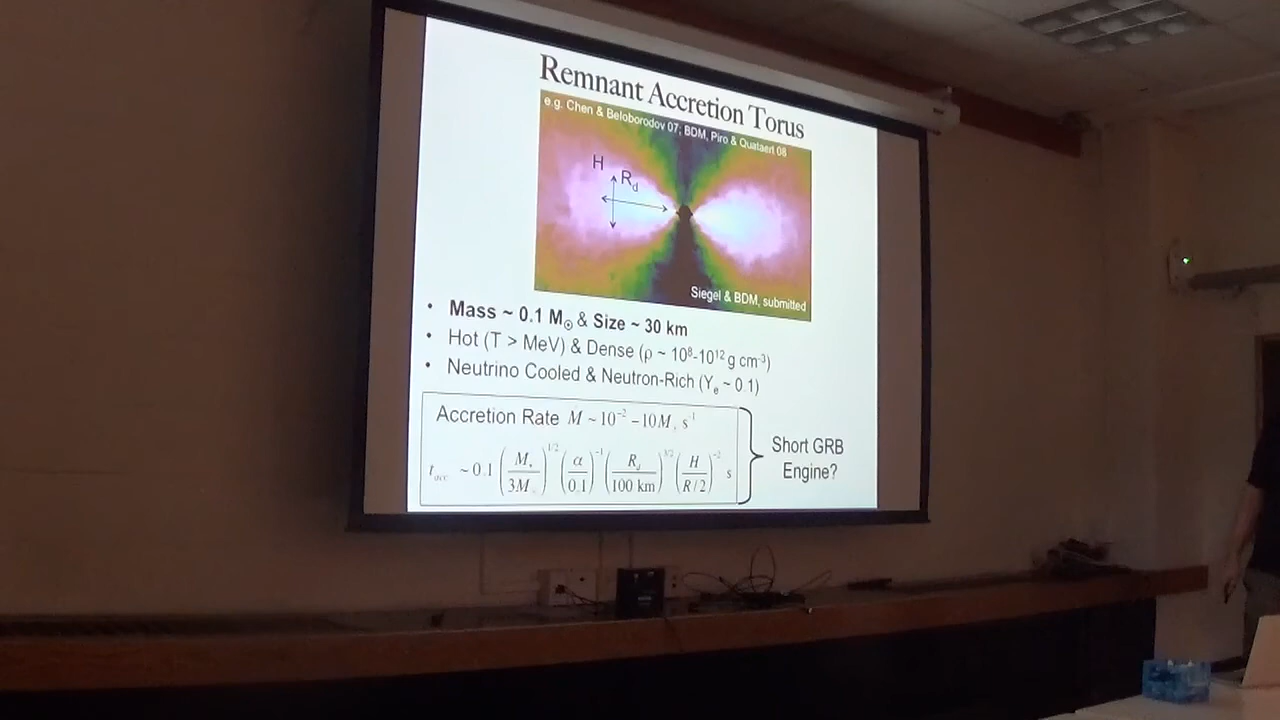 Remnant Accretion Torus
e.g. Chen & Beloborodov 07; BDM, Piro & Quataert 08
H
R_d
Siegel & BDM, submitted
• Mass ~ 0.1 M_⊙ & Size ~ 30 km
• Hot (T > MeV) & Dense (ρ ~ 10^8-10^12 g cm^-3)
• Neutrino Cooled & Neutron-Rich (Y_e ~ 0.1)
Accretion Rate M ~ 10^-2 – 10M. s^-1
t_acc ~ 0.1 (M_•/3M_.)^1/2 (α/0.1)^-1 (R_d/100 km)^3/2 (H/R/2)^-2 s
Short GRB
Engine?